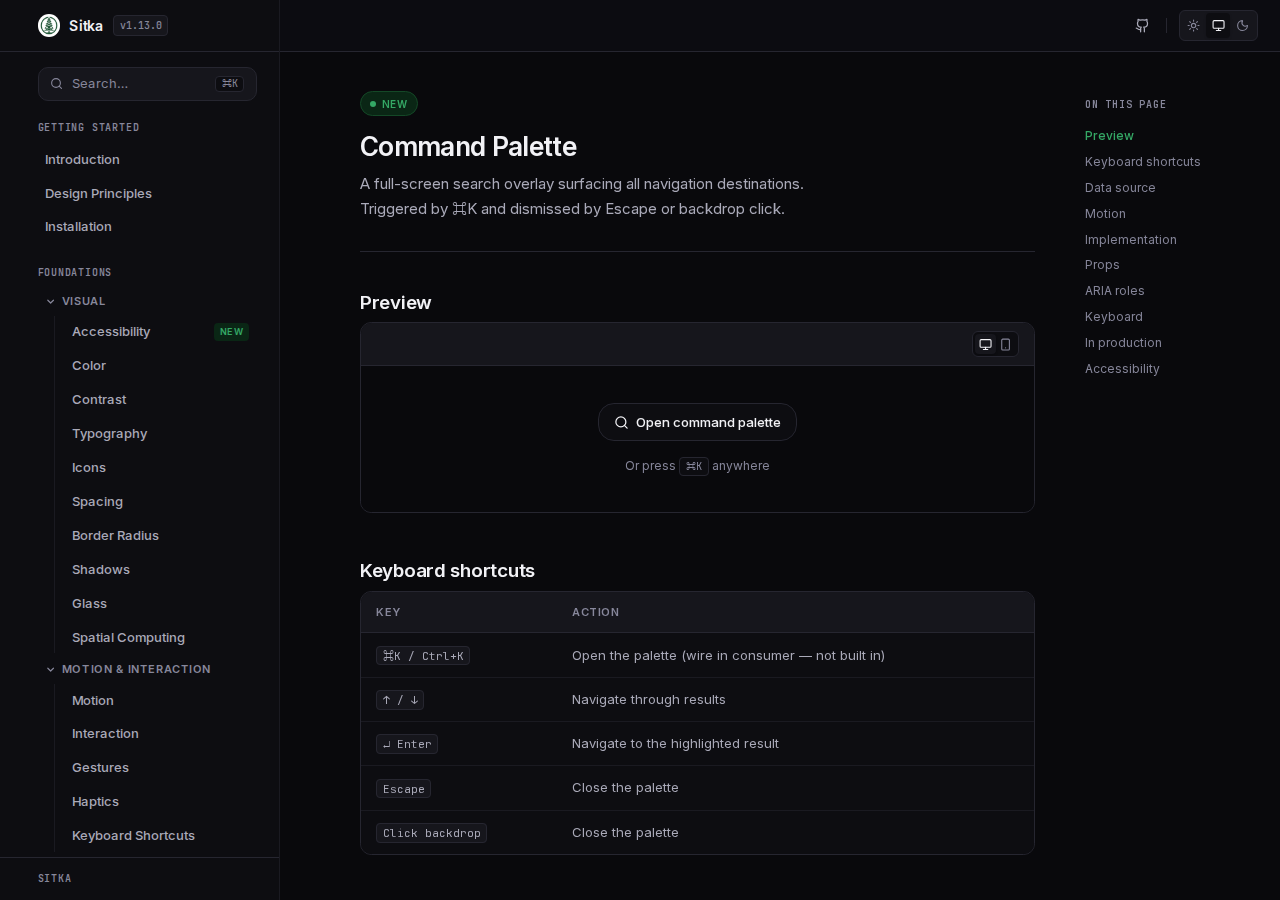 Sitka v1.13.0
Search... ⌘K
GETTING STARTED
Introduction
Design Principles
Installation
FOUNDATIONS
VISUAL
Accessibility NEW
Color
Contrast
Typography
Icons
Spacing
Border Radius
Shadows
Glass
Spatial Computing
MOTION & INTERACTION
Motion
Interaction
Gestures
Haptics
Keyboard Shortcuts
SITKA
NEW
Command Palette
A full-screen search overlay surfacing all navigation destinations.
Triggered by ⌘K and dismissed by Escape or backdrop click.
Preview
Open command palette
Or press ⌘K anywhere
Keyboard shortcuts
KEY ACTION
⌘K / Ctrl+K Open the palette (wire in consumer — not built in)
↑ / ↓ Navigate through results
↵ Enter Navigate to the highlighted result
Escape Close the palette
Click backdrop Close the palette
ON THIS PAGE
Preview
Keyboard shortcuts
Data source
Motion
Implementation
Props
ARIA roles
Keyboard
In production
Accessibility